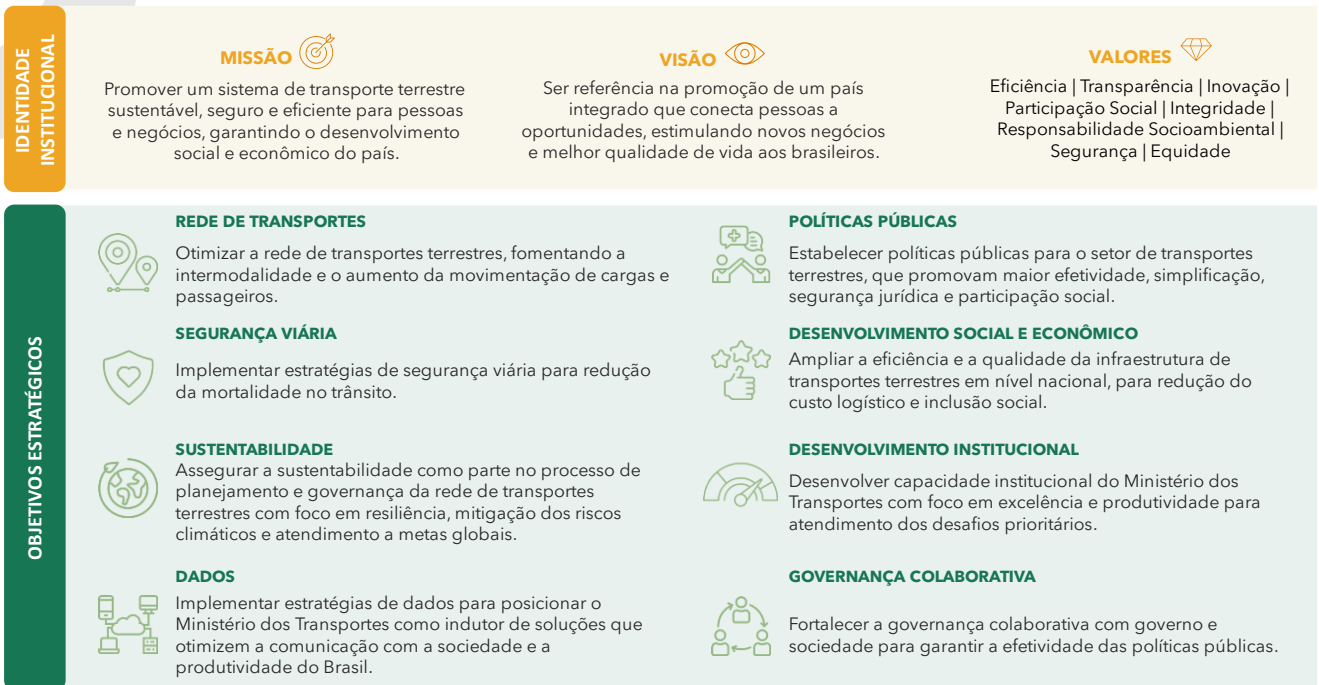 IDENTIDADE
INSTITUCIONAL
MISSÃO
Promover um sistema de transporte terrestre
sustentável, seguro e eficiente para pessoas
e negócios, garantindo o desenvolvimento
social e econômico do país.
VISÃO
Ser referência na promoção de um país
integrado que conecta pessoas a
oportunidades, estimulando novos negócios
e melhor qualidade de vida aos brasileiros.
VALORES
Eficiência | Transparência | Inovação |
Participação Social | Integridade |
Responsabilidade Socioambiental |
Segurança | Equidade
OBJETIVOS ESTRATÉGICOS
REDE DE TRANSPORTES
Otimizar a rede de transportes terrestres, fomentando a
intermodalidade e o aumento da movimentação de cargas e
passageiros.
SEGURANÇA VIÁRIA
Implementar estratégias de segurança viária para redução
da mortalidade no trânsito.
SUSTENTABILIDADE
Assegurar a sustentabilidade como parte no processo de
planejamento e governança da rede de transportes
terrestres com foco em resiliência, mitigação dos riscos
climáticos e atendimento a metas globais.
DADOS
Implementar estratégias de dados para posicionar o
Ministério dos Transportes como indutor de soluções que
otimizem a comunicação com a sociedade e a
produtividade do Brasil.
POLÍTICAS PÚBLICAS
Estabelecer políticas públicas para o setor de transportes
terrestres, que promovam maior efetividade, simplificação,
segurança jurídica e participação social.
DESENVOLVIMENTO SOCIAL E ECONÔMICO
Ampliar a eficiência e a qualidade da infraestrutura de
transportes terrestres em nível nacional, para redução do
custo logístico e inclusão social.
DESENVOLVIMENTO INSTITUCIONAL
Desenvolver capacidade institucional do Ministério dos
Transportes com foco em excelência e produtividade para
atendimento dos desafios prioritários.
GOVERNANÇA COLABORATIVA
Fortalecer a governança colaborativa com governo e
sociedade para garantir a efetividade das políticas públicas.